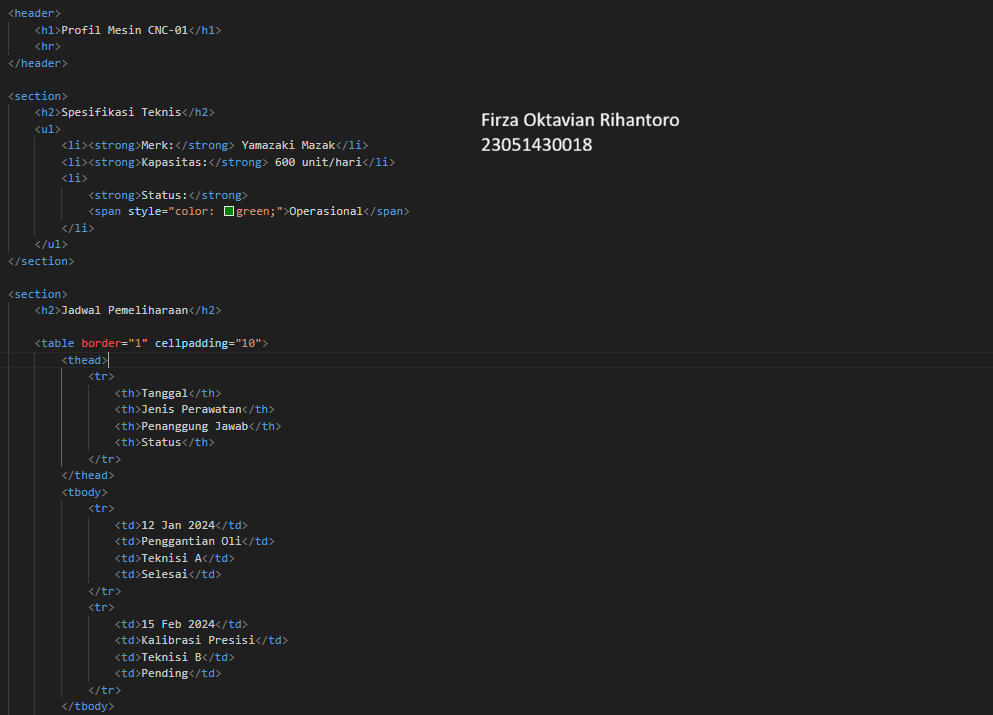 <header>
    <h1>Profil Mesin CNC-01</h1>
    <hr>
</header>

<section>
    <h2>Spesifikasi Teknis</h2>
    <ul>
        <li><strong>Merk:</strong> Yamazaki Mazak</li>
        <li><strong>Kapasitas:</strong> 600 unit/hari</li>
        <li>
            <strong>Status:</strong>
            <span style="color: green;">Operasional</span>
        </li>
    </ul>
</section>

Firza Oktavian Rihantoro
23051430018

<section>
    <h2>Jadwal Pemeliharaan</h2>

    <table border="1" cellpadding="10">
        <thead>
            <tr>
                <th>Tanggal</th>
                <th>Jenis Perawatan</th>
                <th>Penanggung Jawab</th>
                <th>Status</th>
            </tr>
        </thead>
        <tbody>
            <tr>
                <td>12 Jan 2024</td>
                <td>Penggantian Oli</td>
                <td>Teknisi A</td>
                <td>Selesai</td>
            </tr>
            <tr>
                <td>15 Feb 2024</td>
                <td>Kalibrasi Presisi</td>
                <td>Teknisi B</td>
                <td>Pending</td>
            </tr>
        </tbody>